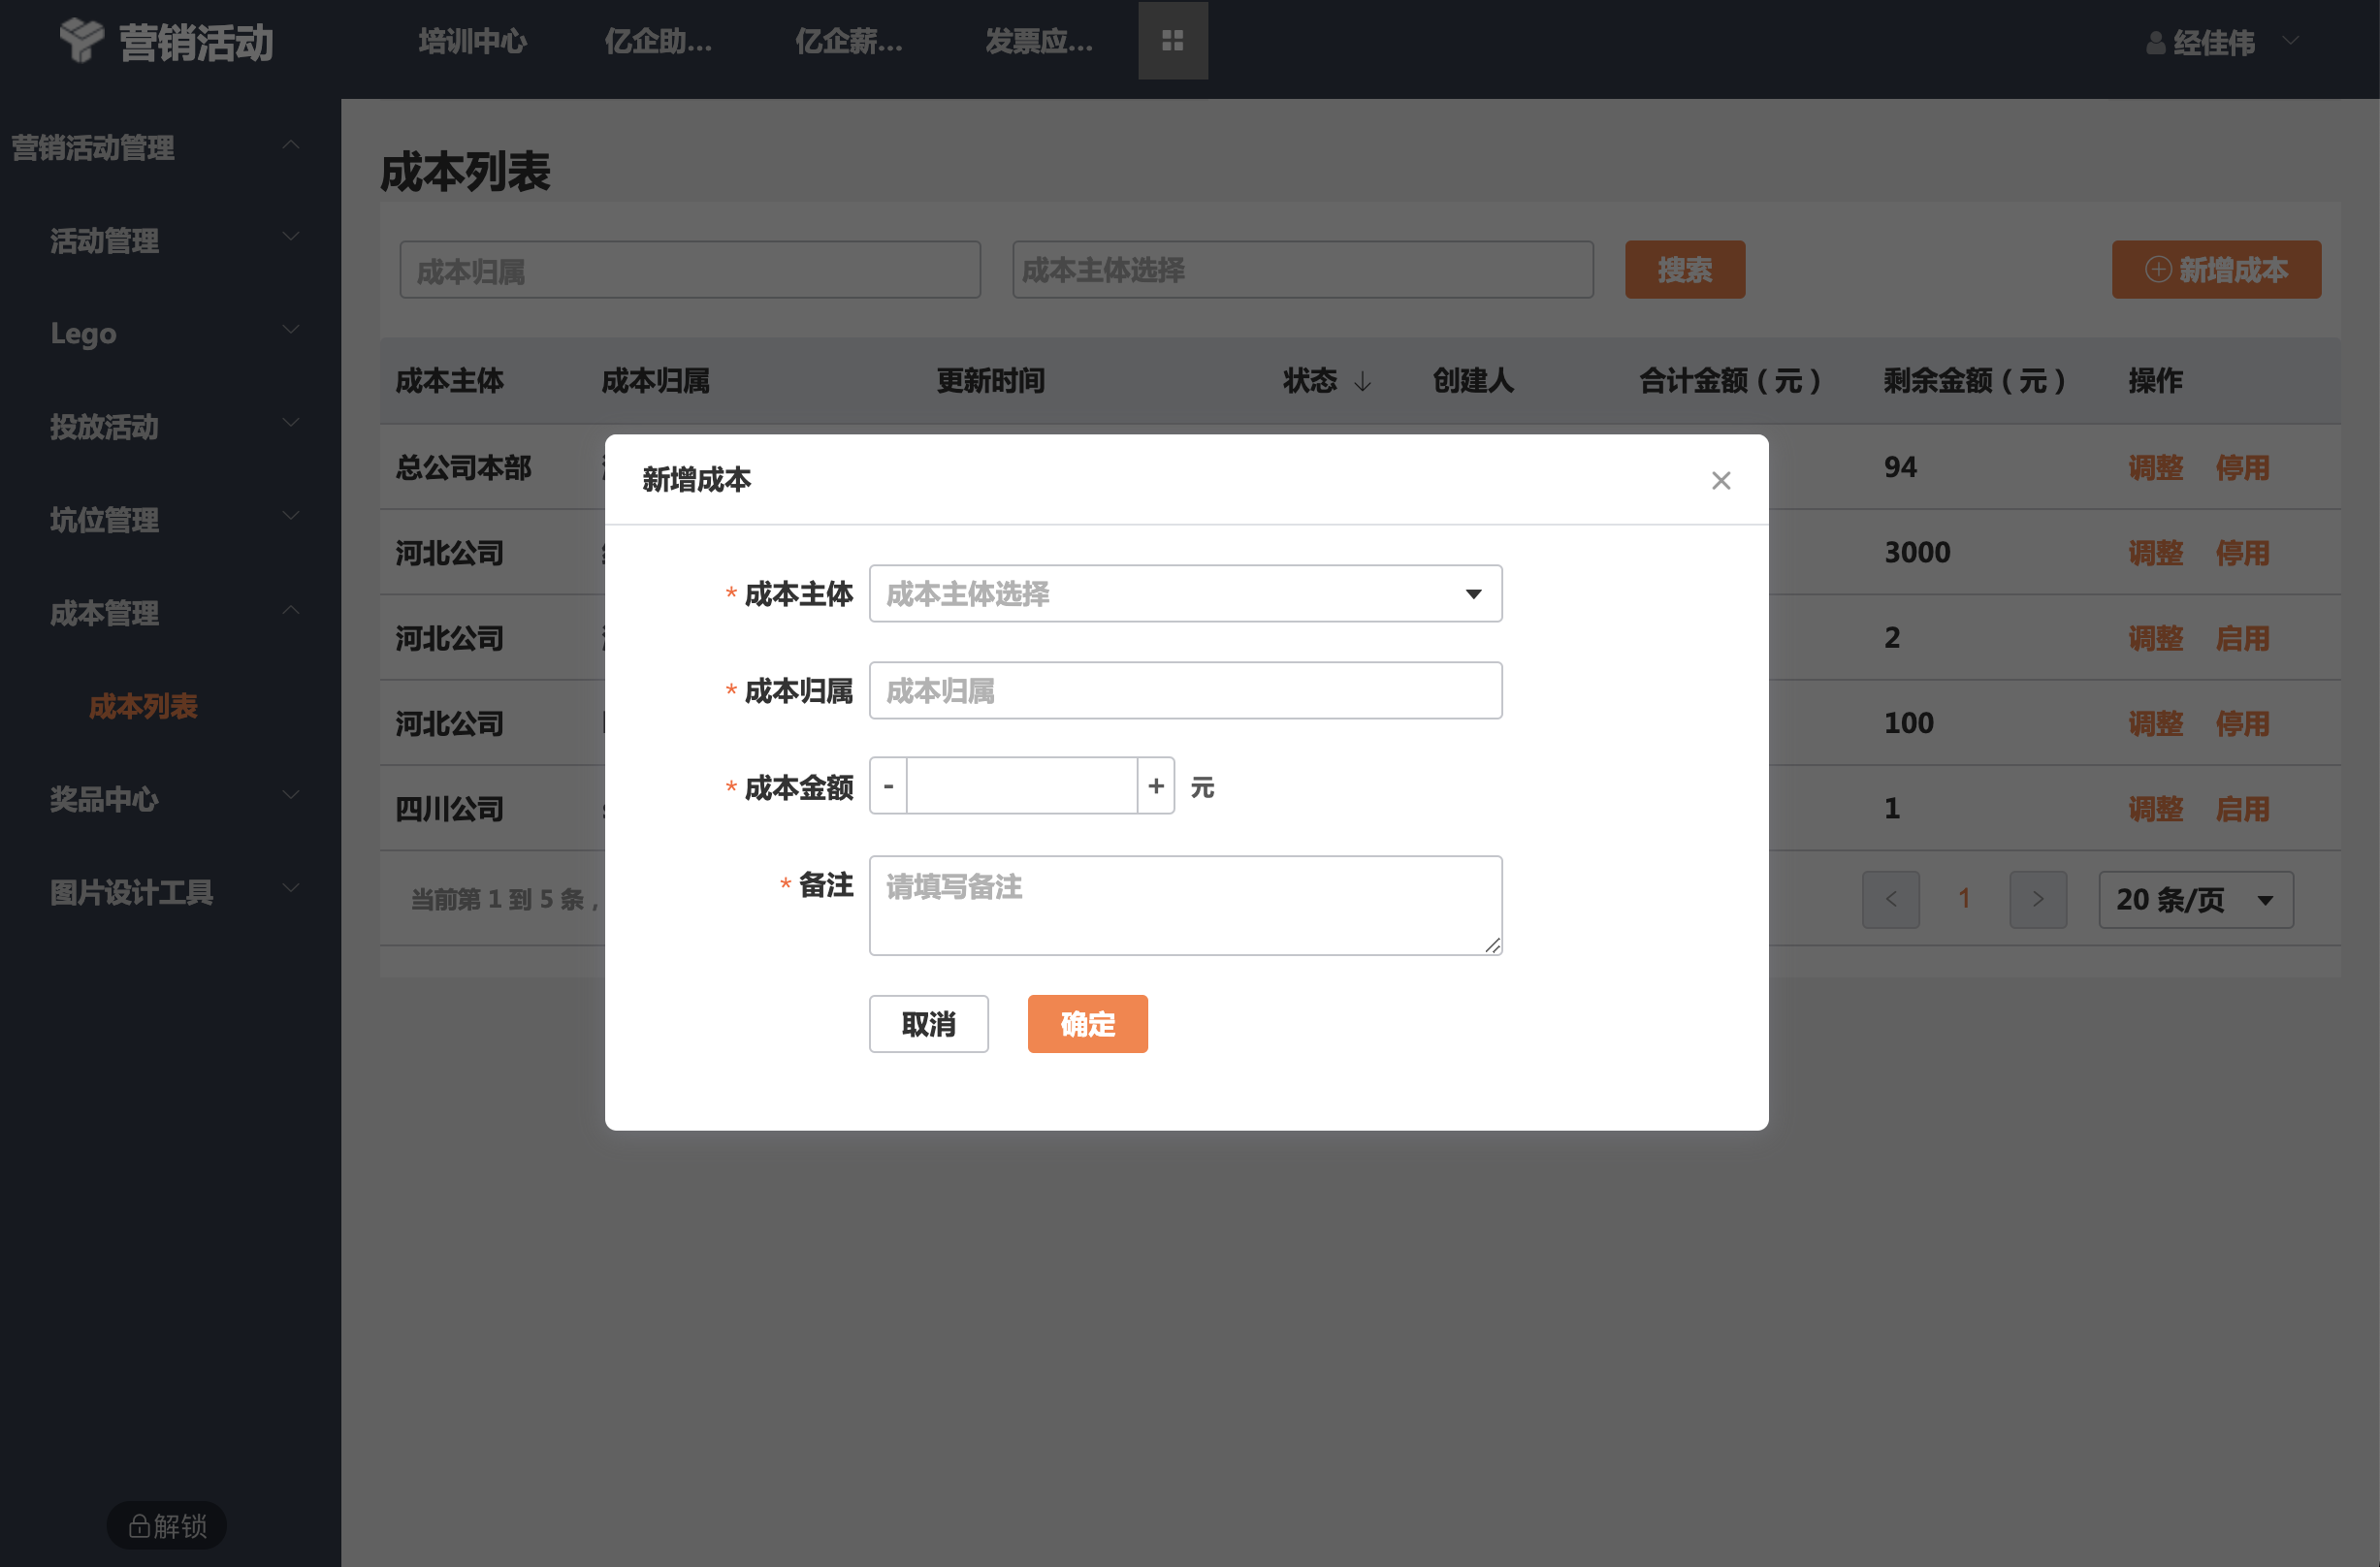 营销活动
培训中心 亿企助... 亿企薪... 发票应... 经佳伟
营销活动管理
活动管理
Lego
投放活动
坑位管理
成本管理
成本列表
奖品中心
图片设计工具
解锁
成本列表
成本归属 成本主体选择 搜索 新增成本
成本主体 成本归属 更新时间 状态 创建人 合计金额（元） 剩余金额（元） 操作
总公司本部 94 调整 停用
河北公司 3000 调整 停用
河北公司 2 调整 启用
河北公司 100 调整 停用
四川公司 1 调整 启用
当前第 1 到 5 条， 1 20 条/页
新增成本
* 成本主体 成本主体选择
* 成本归属 成本归属
* 成本金额 - + 元
* 备注 请填写备注
取消 确定